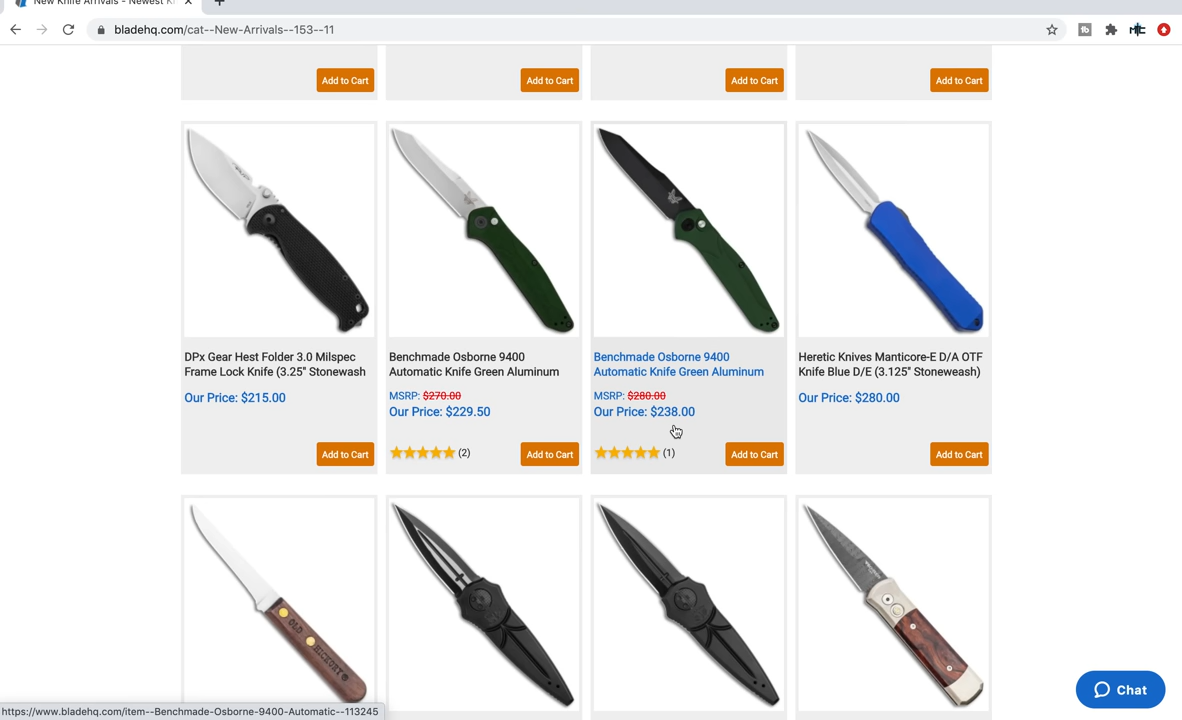 New Knife Arrivals - Newest K
bladehq.com/cat--New-Arrivals--153--11
Add to Cart
Add to Cart
Add to Cart
Add to Cart
DPx Gear Hest Folder 3.0 Milspec
Frame Lock Knife (3.25" Stonewash
Our Price: $215.00
Add to Cart
Benchmade Osborne 9400
Automatic Knife Green Aluminum
MSRP: $270.00
Our Price: $229.50
(2)
Add to Cart
Benchmade Osborne 9400
Automatic Knife Green Aluminum
MSRP: $280.00
Our Price: $238.00
(1)
Add to Cart
Heretic Knives Manticore-E D/A OTF
Knife Blue D/E (3.125" Stoneweash)
Our Price: $280.00
Add to Cart
OLD
HICKORY
Chat
https://www.bladehq.com/item--Benchmade-Osborne-9400-Automatic--113245